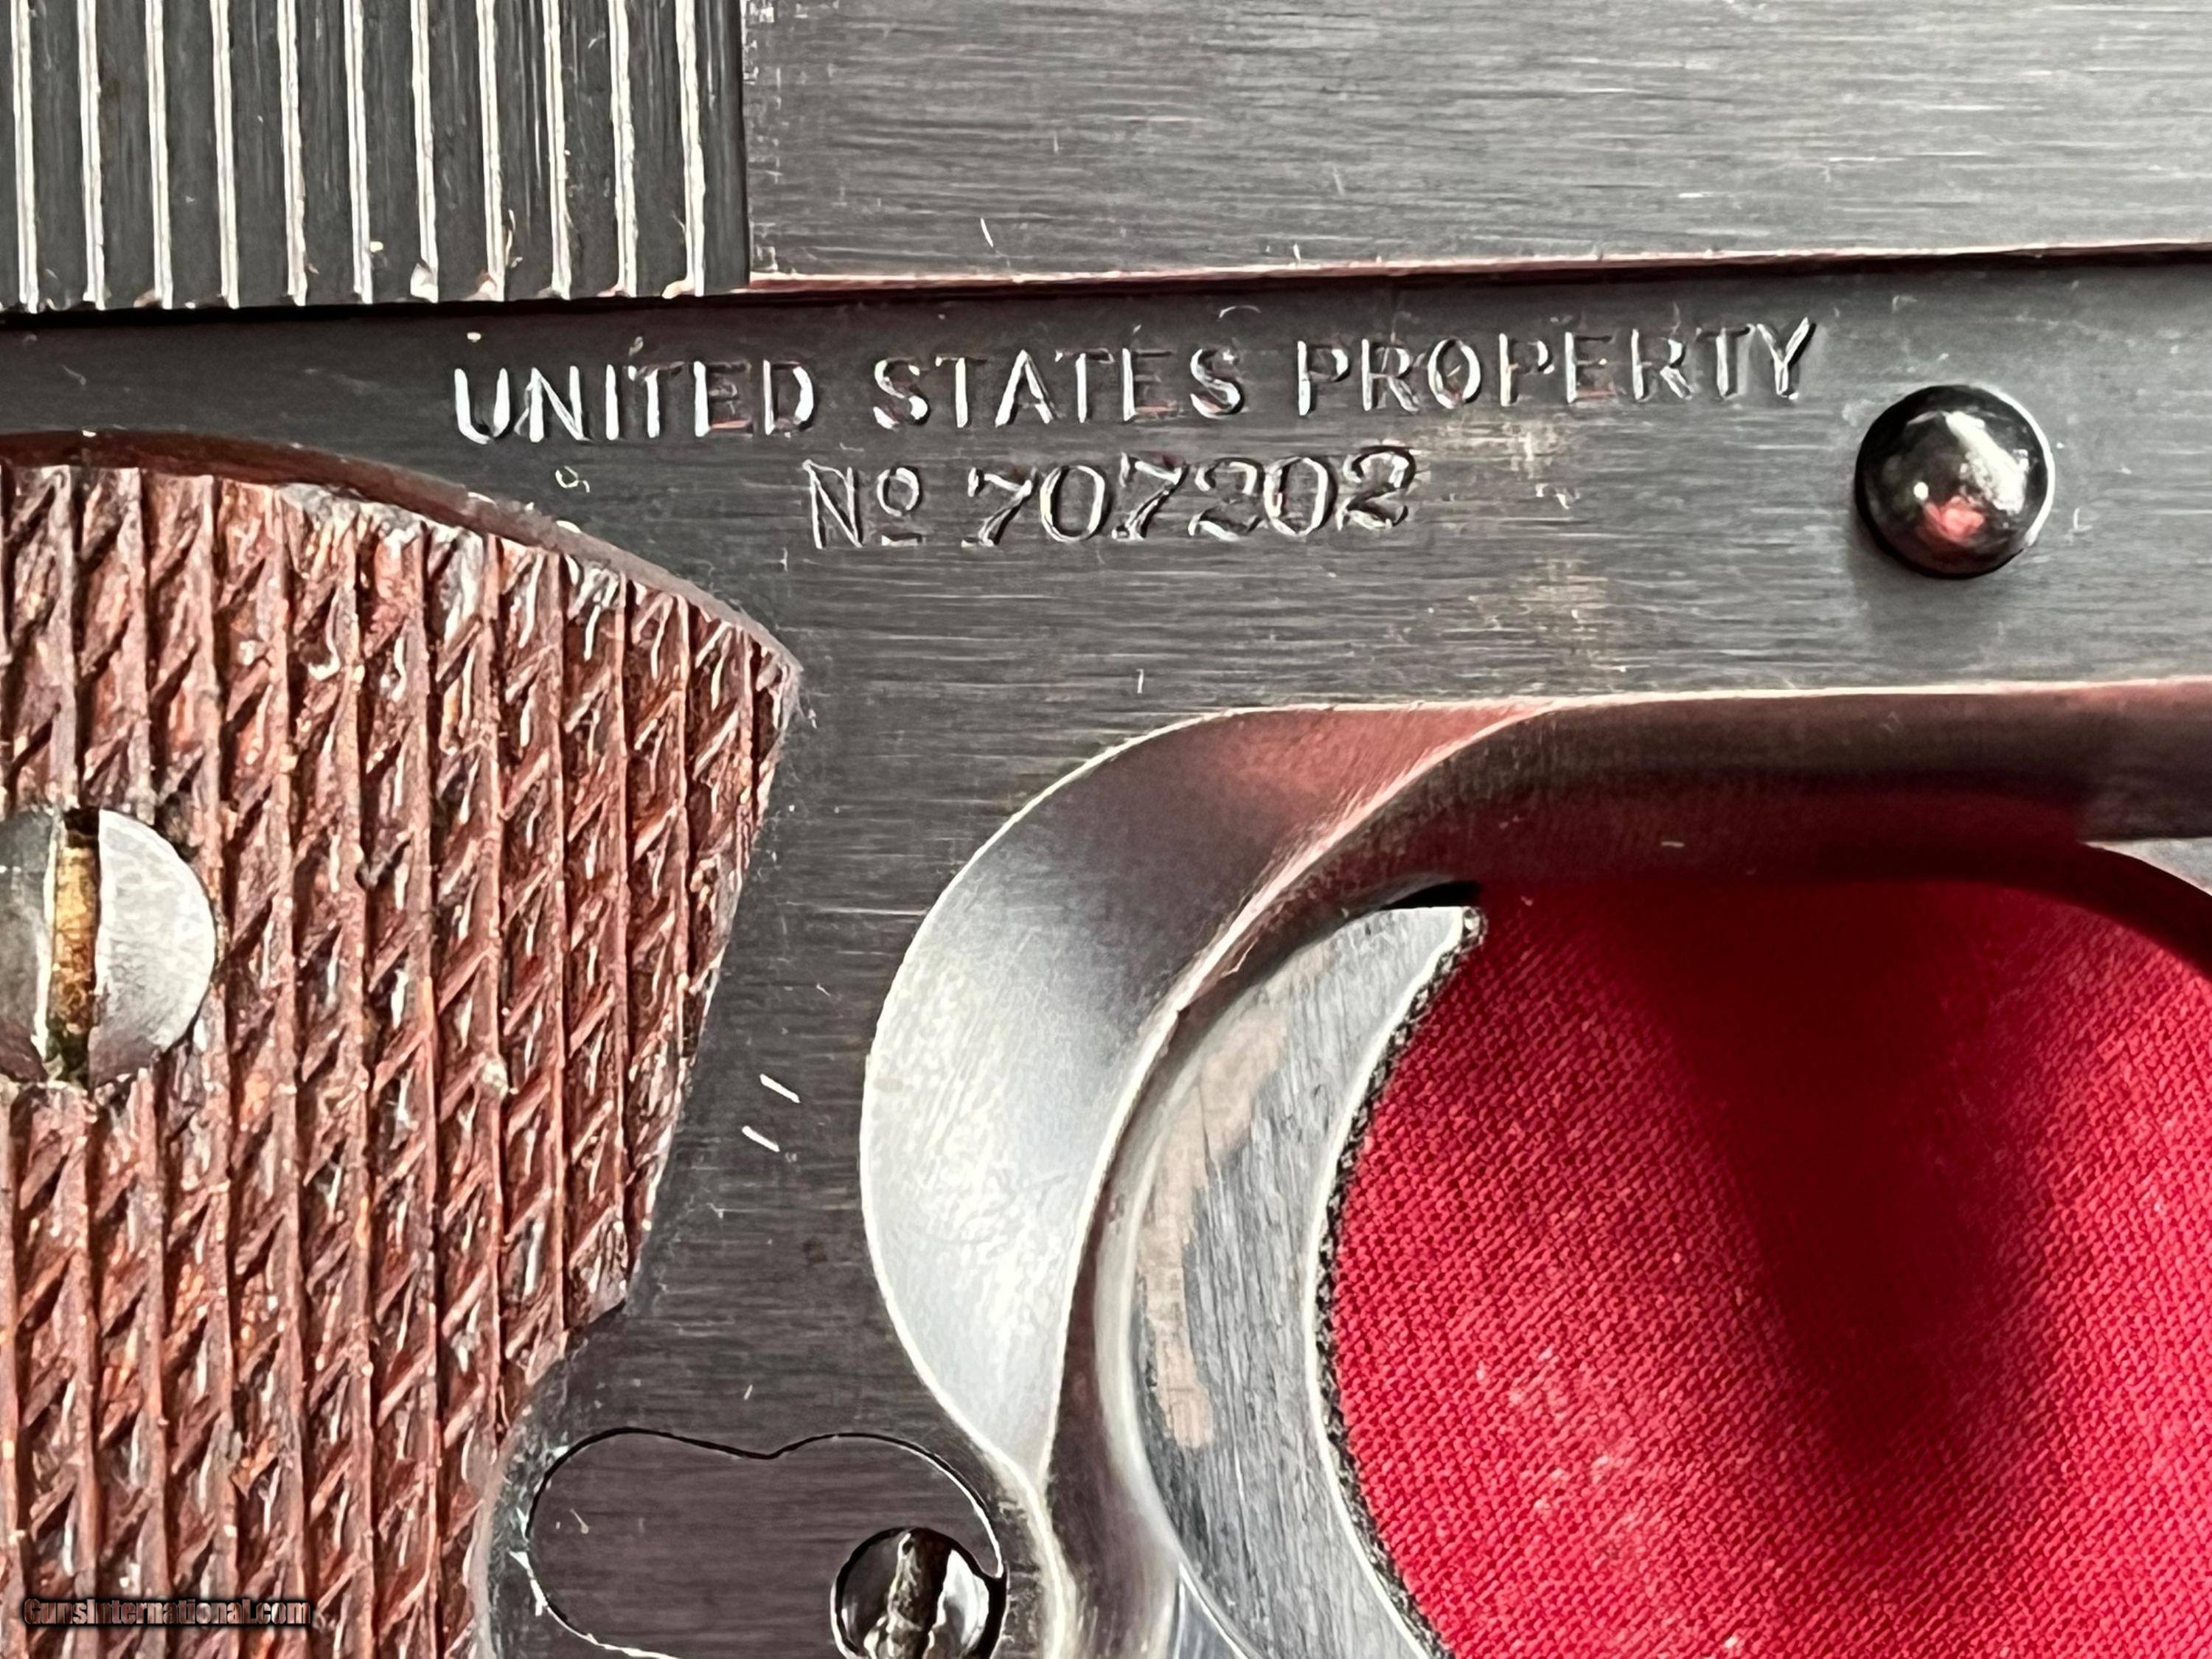 UNITED STATES PROPERTY
Nº 707202
GunsInternational.com